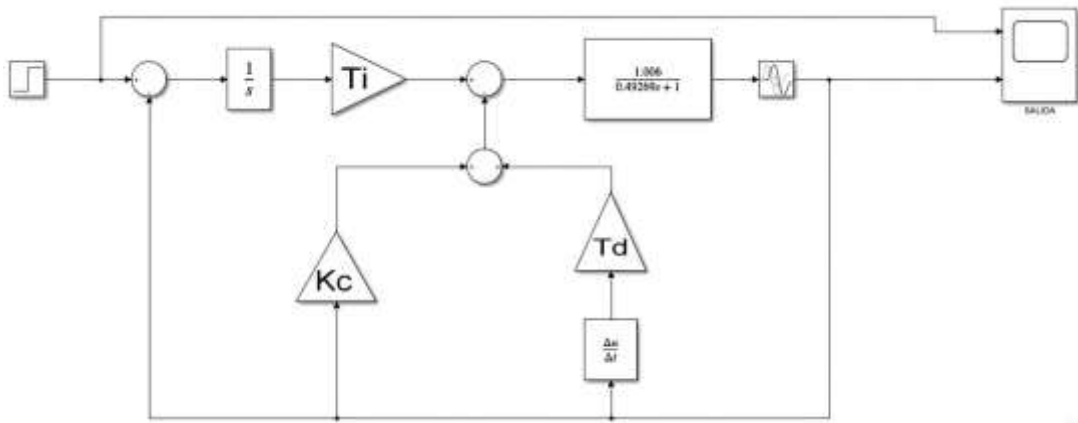 1
s
Ti
1.006
0.49269s + 1
SALIDA
Kc
Td
Δu
Δt